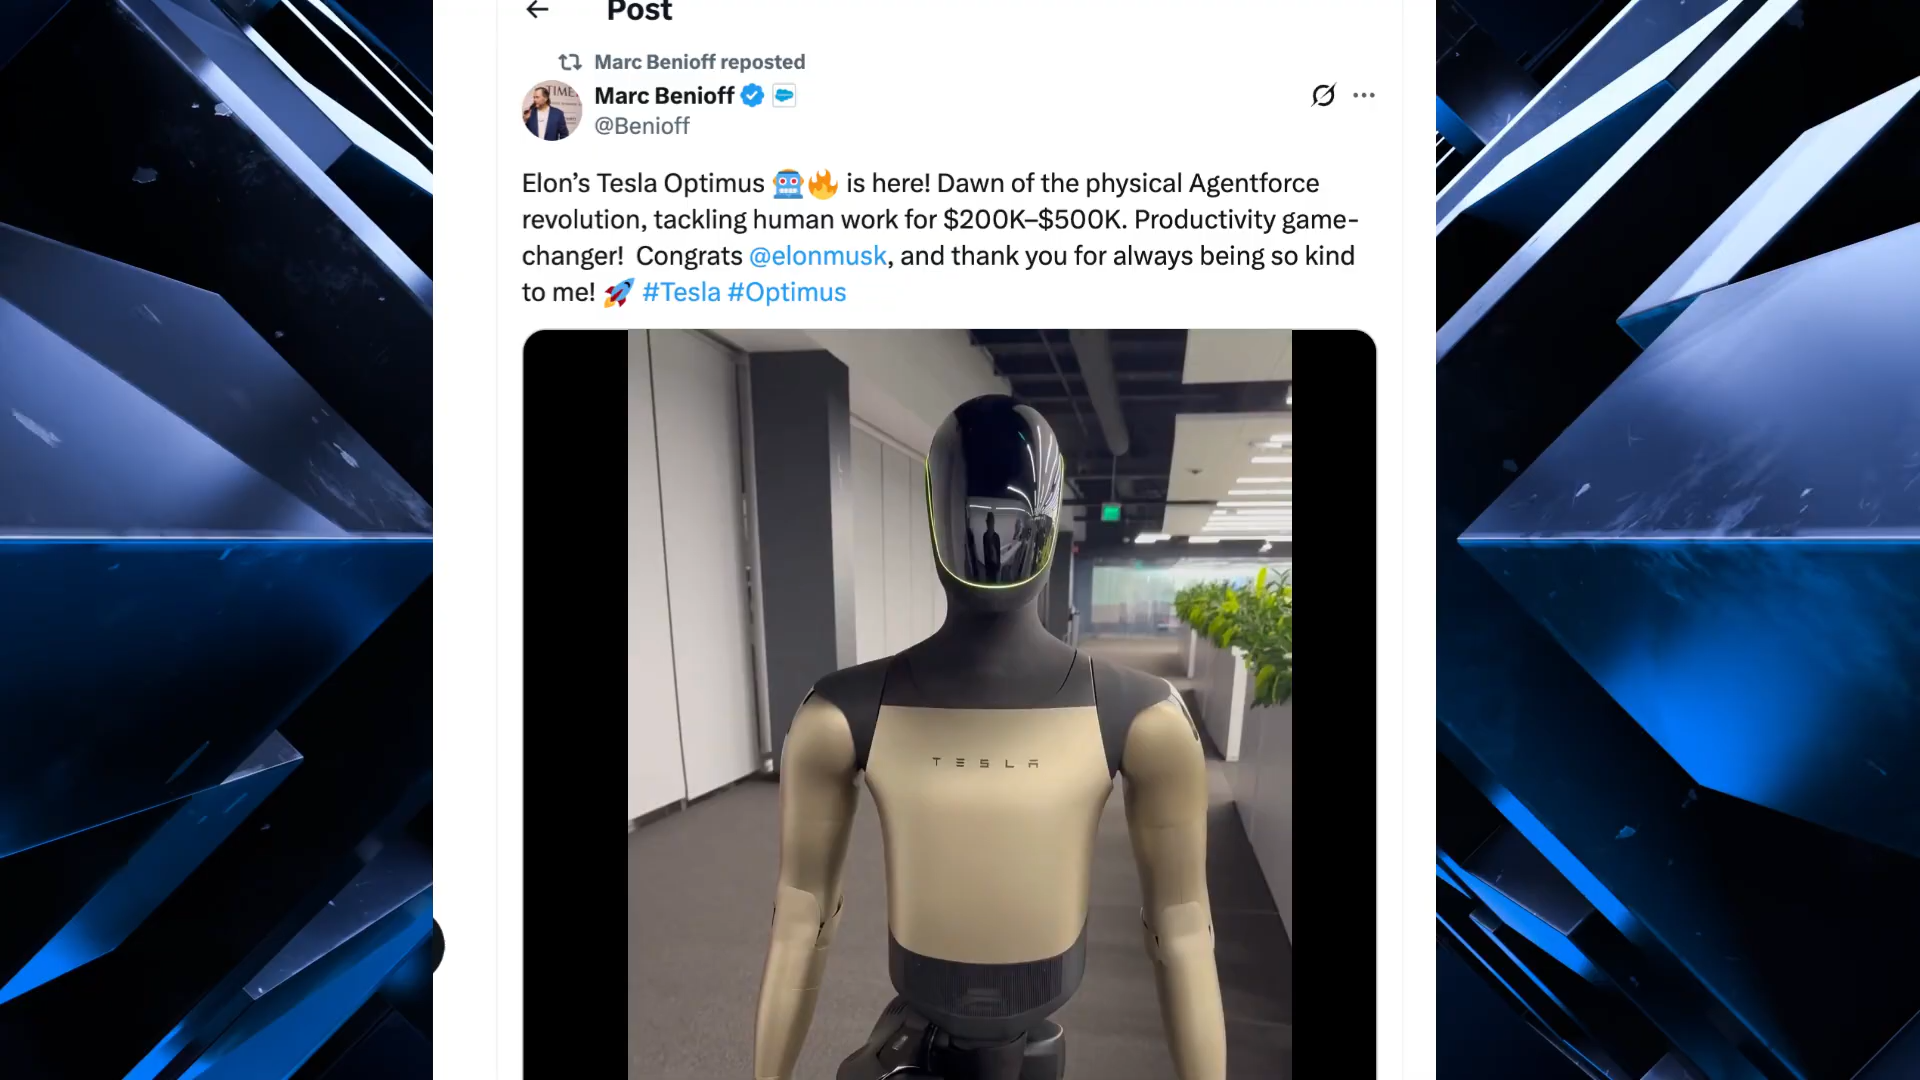 Post
Marc Benioff reposted
Marc Benioff
@Benioff
Elon’s Tesla Optimus 🤖🔥 is here! Dawn of the physical Agentforce
revolution, tackling human work for $200K–$500K. Productivity game-
changer!  Congrats @elonmusk, and thank you for always being so kind
to me! 🚀 #Tesla #Optimus
TIME
TESLA